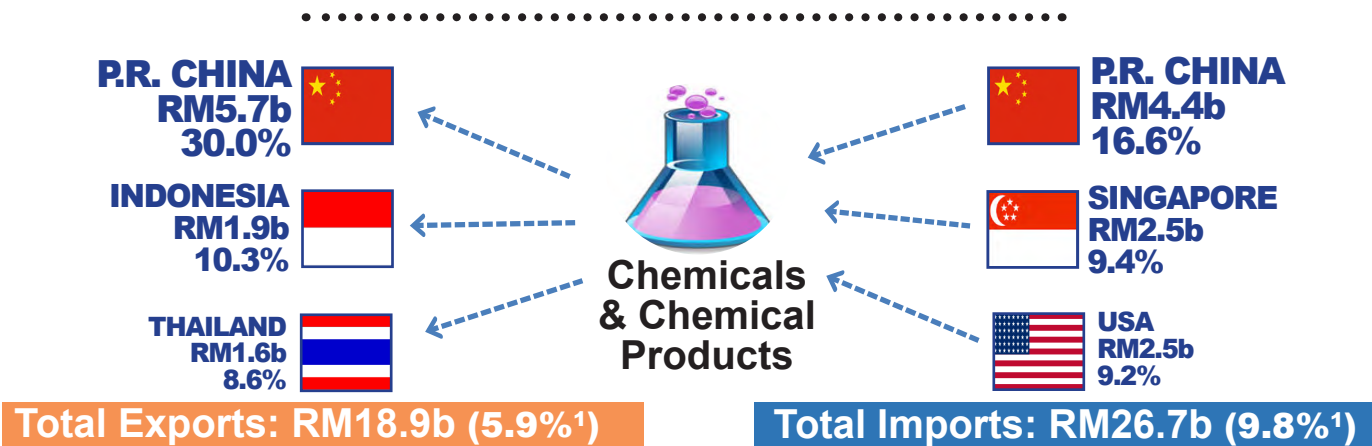 P.R. CHINA
RM5.7b
30.0%
INDONESIA
RM1.9b
10.3%
THAILAND
RM1.6b
8.6%
Chemicals
& Chemical
Products
P.R. CHINA
RM4.4b
16.6%
SINGAPORE
RM2.5b
9.4%
USA
RM2.5b
9.2%
Total Exports: RM18.9b (5.9%¹)
Total Imports: RM26.7b (9.8%¹)